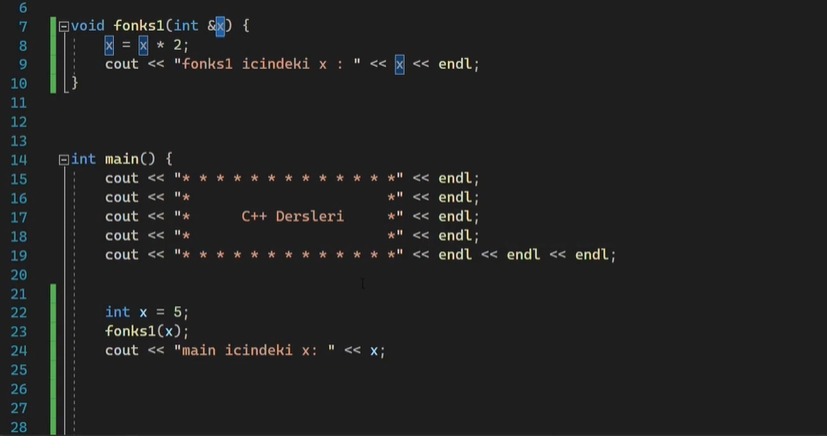 6
7 void fonks1(int &x) {
8 x = x * 2;
9 cout << "fonks1 icindeki x : " << x << endl;
10 }
11
12
13
14 int main() {
15 cout << "* * * * * * * * * * * * *" << endl;
16 cout << "*                       *" << endl;
17 cout << "*      C++ Dersleri     *" << endl;
18 cout << "*                       *" << endl;
19 cout << "* * * * * * * * * * * * *" << endl << endl << endl;
20
21
22 int x = 5;
23 fonks1(x);
24 cout << "main icindeki x: " << x;
25
26
27
28